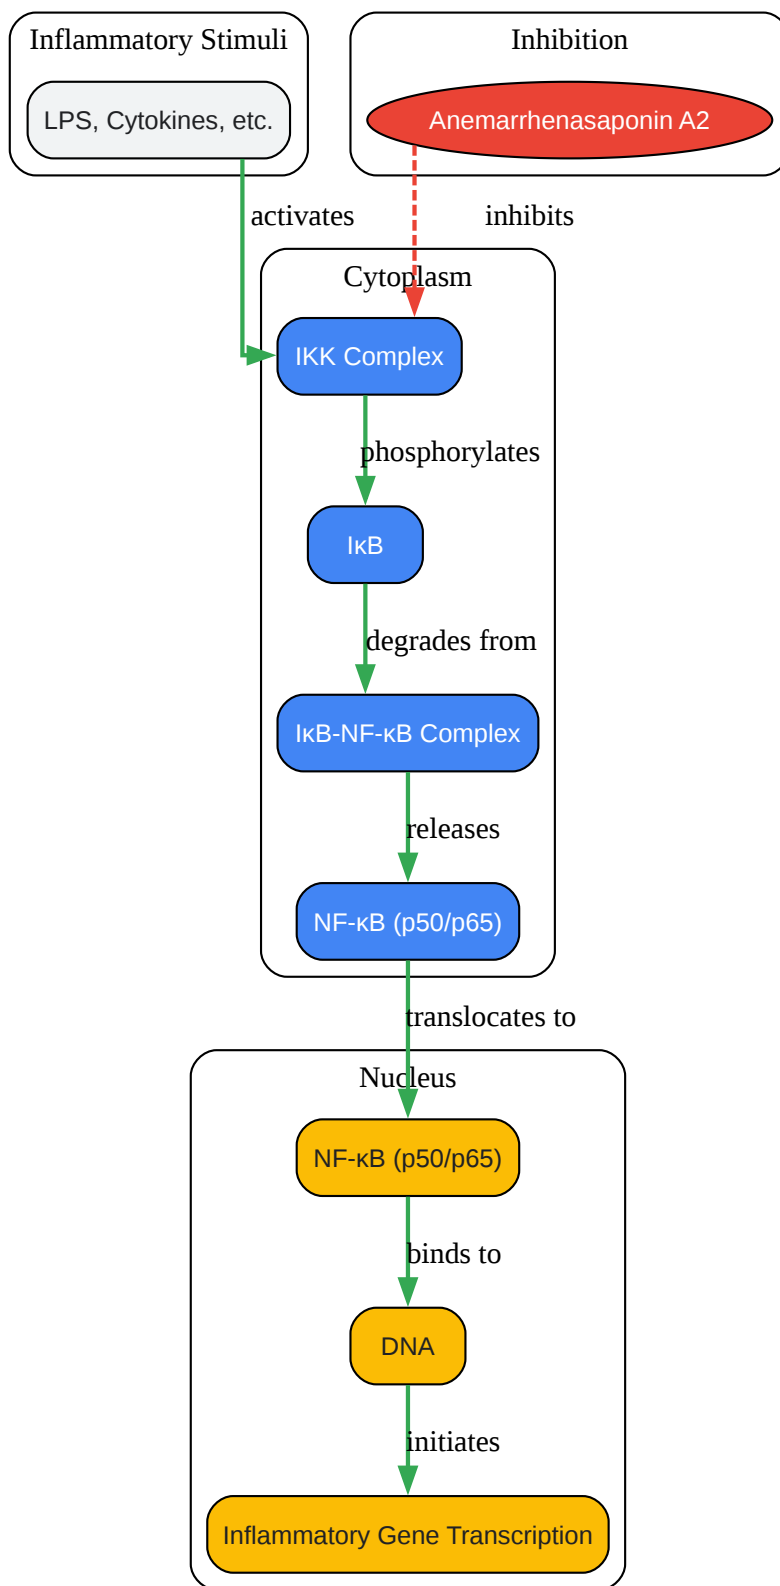 Inflammatory Stimuli
Inhibition
LPS, Cytokines, etc.
Anemarrhenasaponin A2
activates
inhibits
Cytoplasm
IKK Complex
phosphorylates
IκB
degrades from
IκB-NF-κB Complex
releases
NF-κB (p50/p65)
translocates to
Nucleus
NF-κB (p50/p65)
binds to
DNA
initiates
Inflammatory Gene Transcription